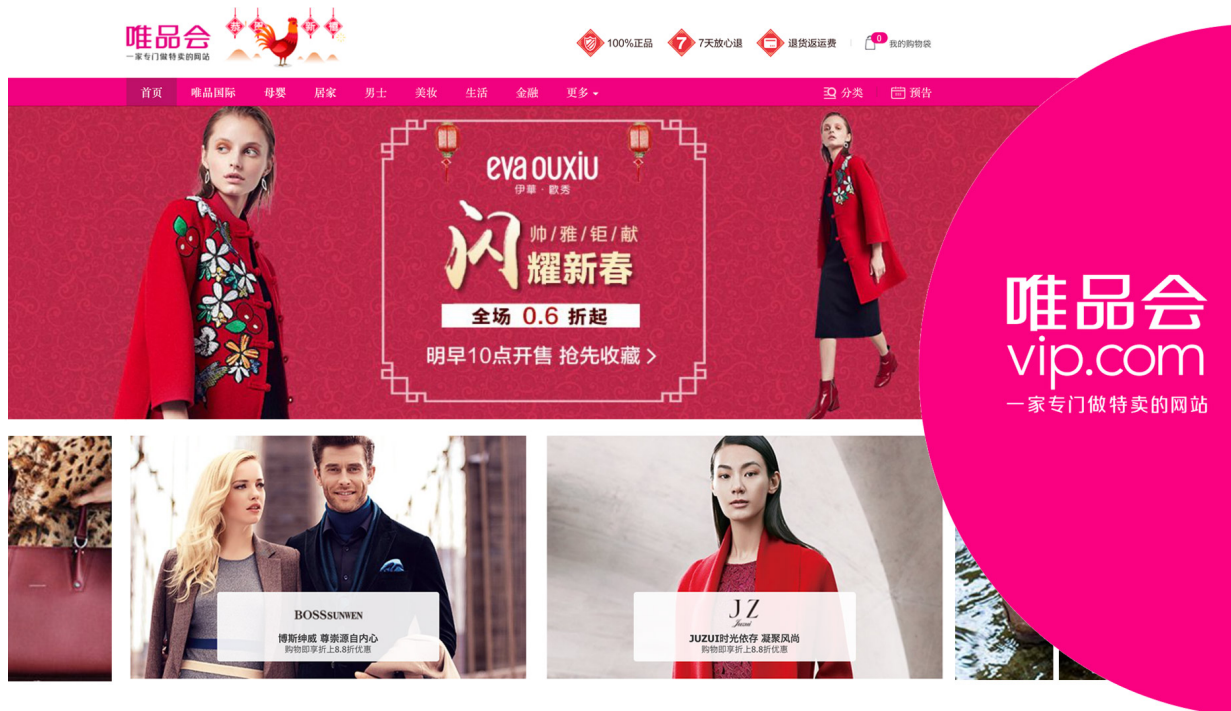 唯品会
一家专门做特卖的网站
恭 新
100%正品
7
7天放心退
退货返运费
0
我的购物袋
首页 唯品国际 母婴 居家 男士 美妆 生活 金融 更多
分类 预告
eva ouxiu
伊華·歐秀
闪
帅/雅/钜/献
耀新春
全场 0.6 折起
明早10点开售 抢先收藏 >
唯品会
vip.com
一家专门做特卖的网站
BOSSsunwen
博斯绅威 尊崇源自内心
购物即享折上8.8折优惠
JZ
Juzui
JUZUI时光依存 凝聚风尚
购物即享折上8.8折优惠